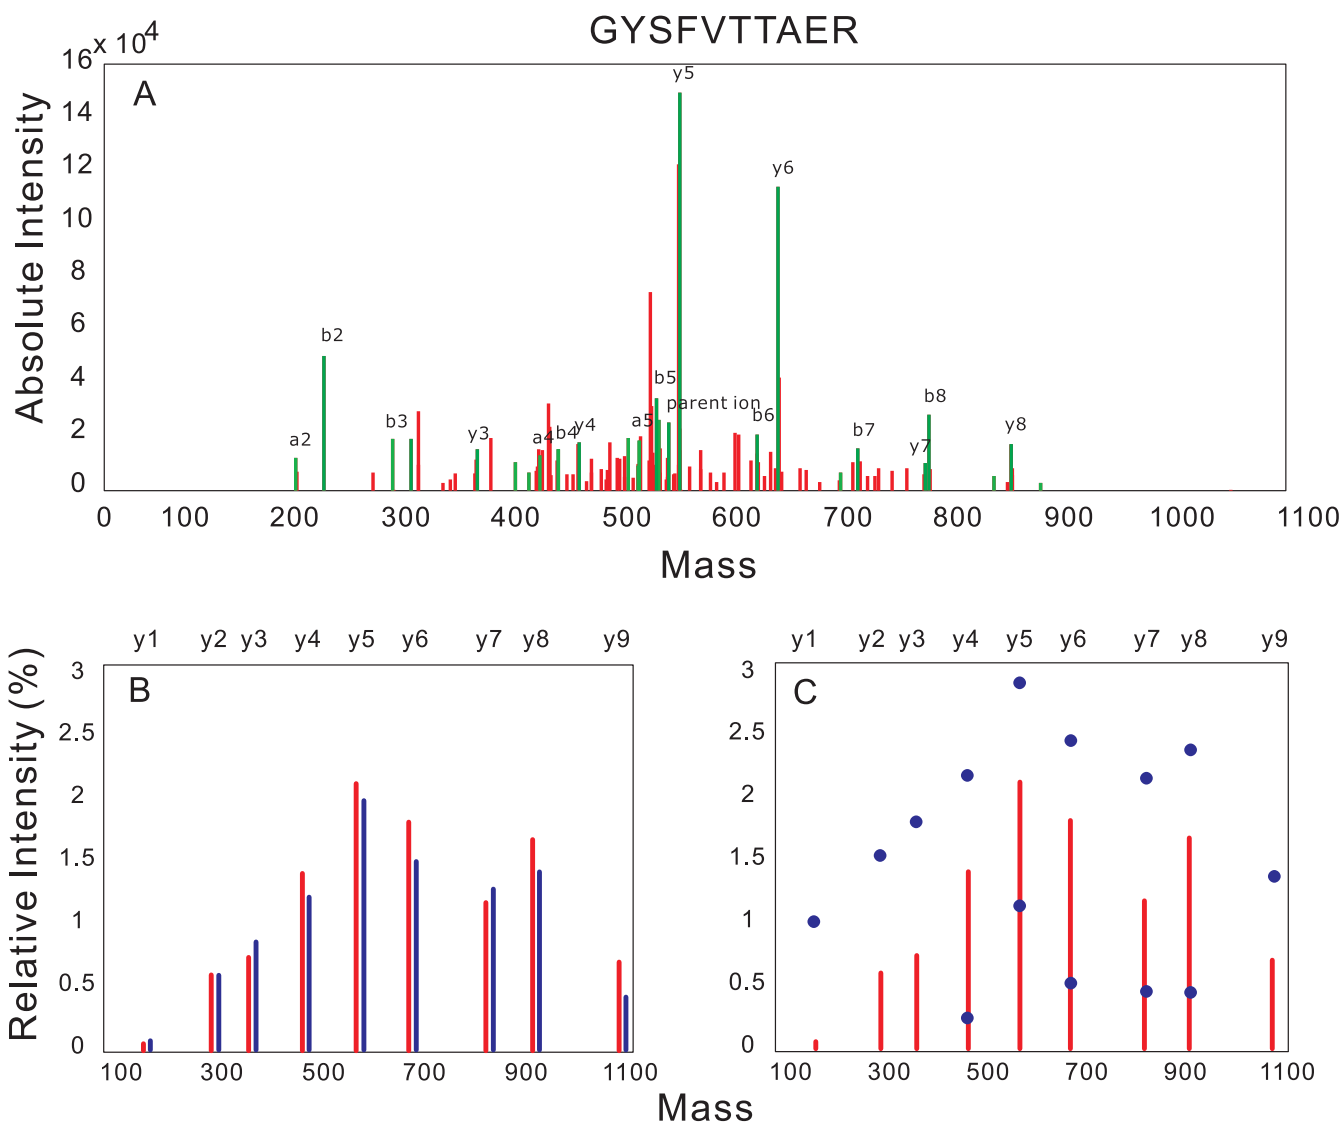 GYSFVTTAER
16x 10⁴
A
y5
14
12
y6
10
8
6
b2
4
b5
parent ion
b8
2
a2
b3
y3
a4
b4
y4
a5
b6
b7
y7
y8
0
Absolute Intensity
0 100 200 300 400 500 600 700 800 900 1000 1100
Mass
y1 y2 y3 y4 y5 y6 y7 y8 y9
B
3
2.5
2
1.5
1
0.5
0
Relative Intensity (%)
100 300 500 700 900 1100
y1 y2 y3 y4 y5 y6 y7 y8 y9
C
3
2.5
2
1.5
1
0.5
0
100 300 500 700 900 1100
Mass